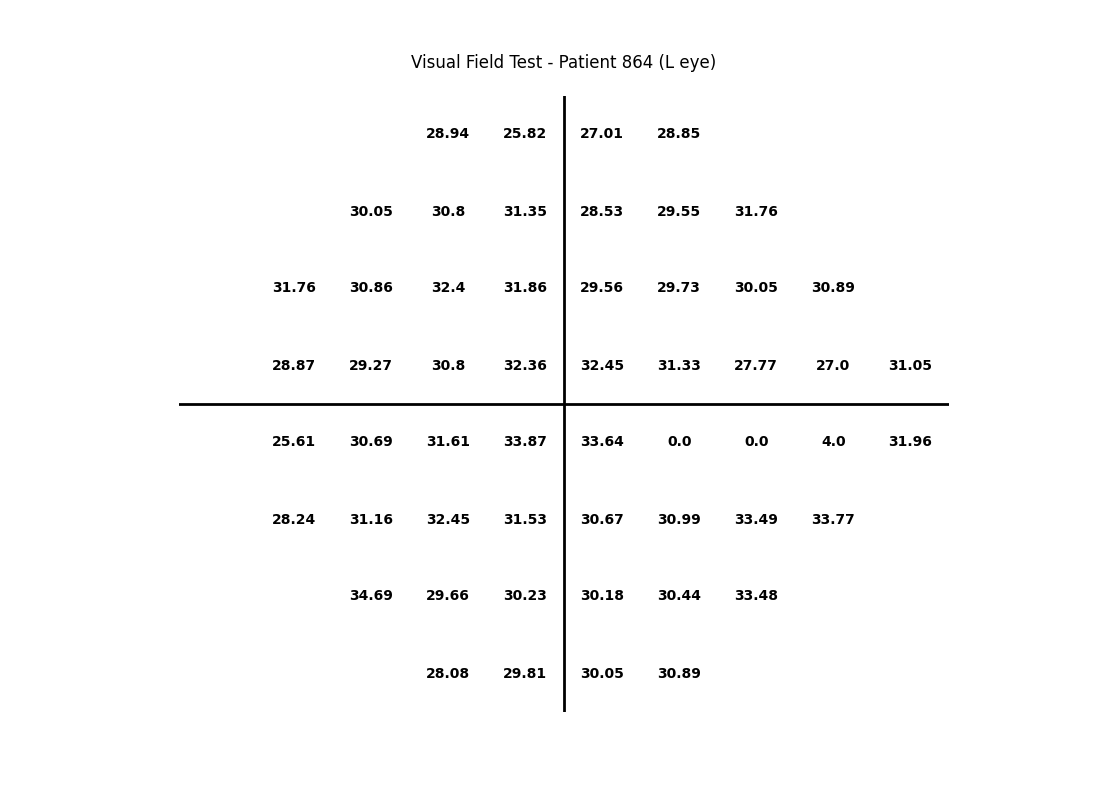 Visual Field Test - Patient 864 (L eye)
28.94 25.82 27.01 28.85
30.05 30.8 31.35 28.53 29.55 31.76
31.76 30.86 32.4 31.86 29.56 29.73 30.05 30.89
28.87 29.27 30.8 32.36 32.45 31.33 27.77 27.0 31.05
25.61 30.69 31.61 33.87 33.64 0.0 0.0 4.0 31.96
28.24 31.16 32.45 31.53 30.67 30.99 33.49 33.77
34.69 29.66 30.23 30.18 30.44 33.48
28.08 29.81 30.05 30.89